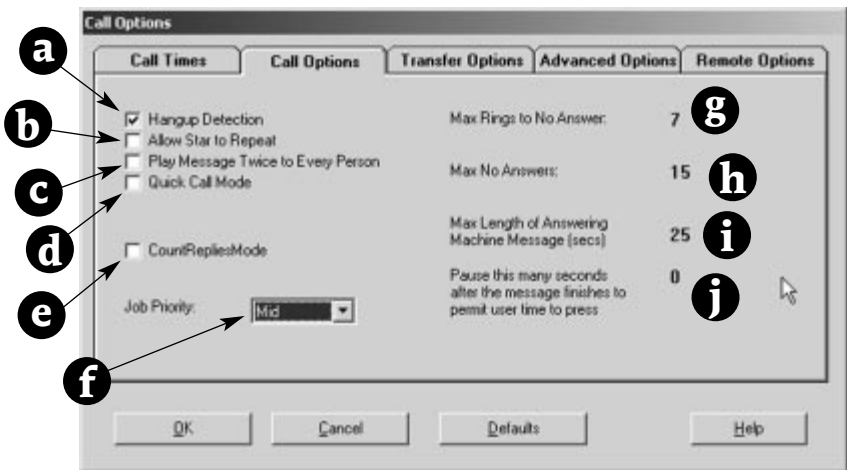 Call Options
Call Times Call Options Transfer Options Advanced Options Remote Options
a
Hangup Detection
b
Allow Star to Repeat
c
Play Message Twice to Every Person
d
Quick Call Mode
e
CountRepliesMode
Job Priority: Mid
f
Max Rings to No Answer: 7 g
Max No Answers: 15 h
Max Length of Answering
Machine Message (secs) 25 i
Pause this many seconds 0
after the message finishes to
permit user time to press j
OK Cancel Defaults Help